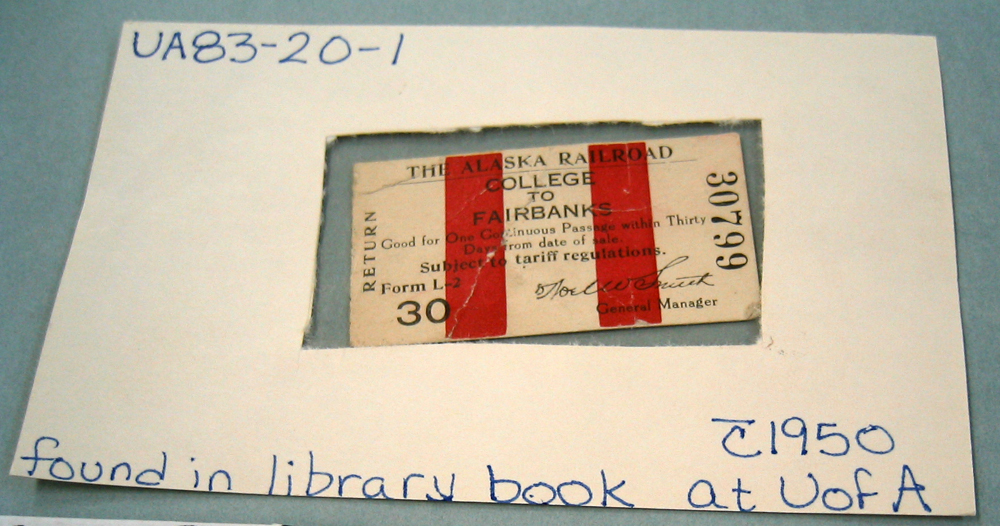 UA83-20-1
THE ALASKA RAILROAD
COLLEGE
TO
FAIRBANKS
Good for One Continuous Passage within Thirty
Days from date of sale.
Subject to tariff regulations.
Form L-2
30
Noel W Smith
General Manager
RETURN
30799
c1950
found in library book at UofA